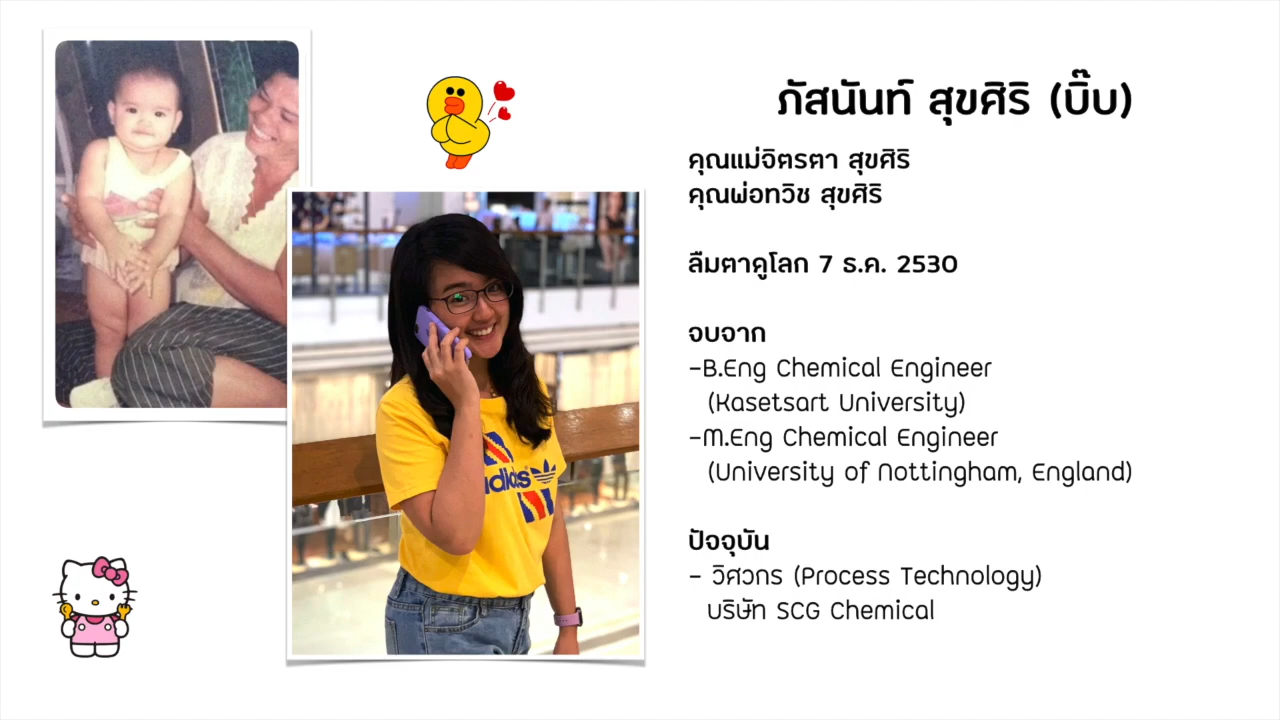 ภัสนันท์ สุขศิริ (บิ๊บ)
คุณแม่จิตรตา สุขศิริ
คุณพ่อทวิช สุขศิริ
ลืมตาดูโลก 7 ธ.ค. 2530
จบจาก
-B.Eng Chemical Engineer
(Kasetsart University)
-M.Eng Chemical Engineer
(University of Nottingham, England)
ปัจจุบัน
- วิศวกร (Process Technology)
บริษัท SCG Chemical
adidas